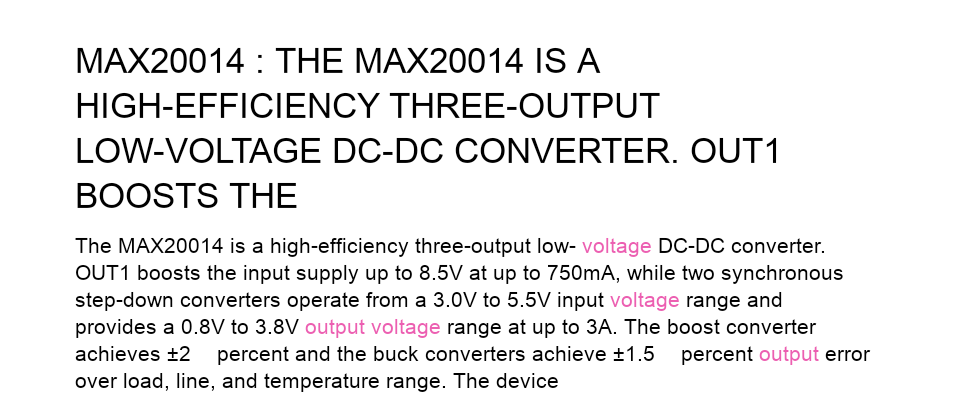 MAX20014 : THE MAX20014 IS A
HIGH-EFFICIENCY THREE-OUTPUT
LOW-VOLTAGE DC-DC CONVERTER. OUT1
BOOSTS THE
The MAX20014 is a high-efficiency three-output low- voltage DC-DC converter.
OUT1 boosts the input supply up to 8.5V at up to 750mA, while two synchronous
step-down converters operate from a 3.0V to 5.5V input voltage range and
provides a 0.8V to 3.8V output voltage range at up to 3A. The boost converter
achieves ±2 percent and the buck converters achieve ±1.5 percent output error
over load, line, and temperature range. The device